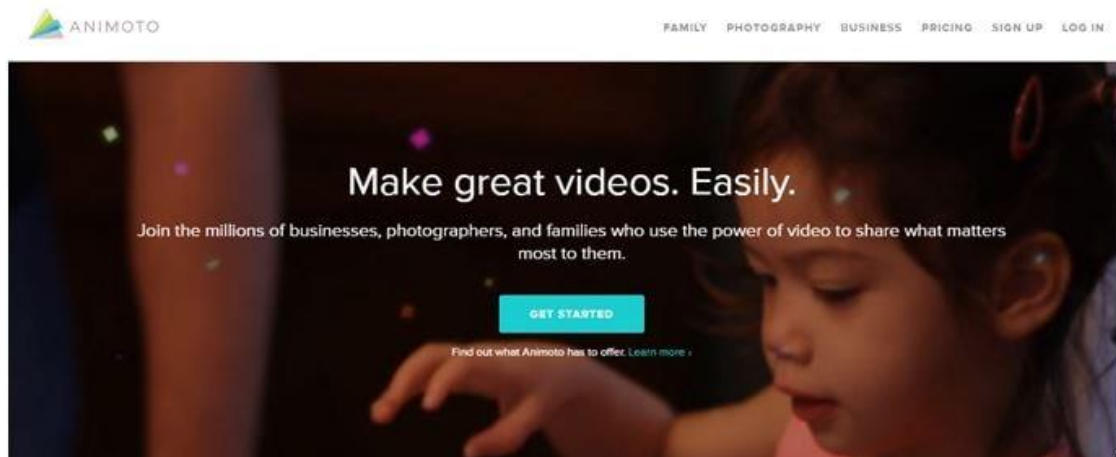 ANIMOTO
FAMILY PHOTOGRAPHY BUSINESS PRICING SIGN UP LOG IN
Make great videos. Easily.
Join the millions of businesses, photographers, and families who use the power of video to share what matters
most to them.
GET STARTED
Find out what Animoto has to offer. Learn more ›